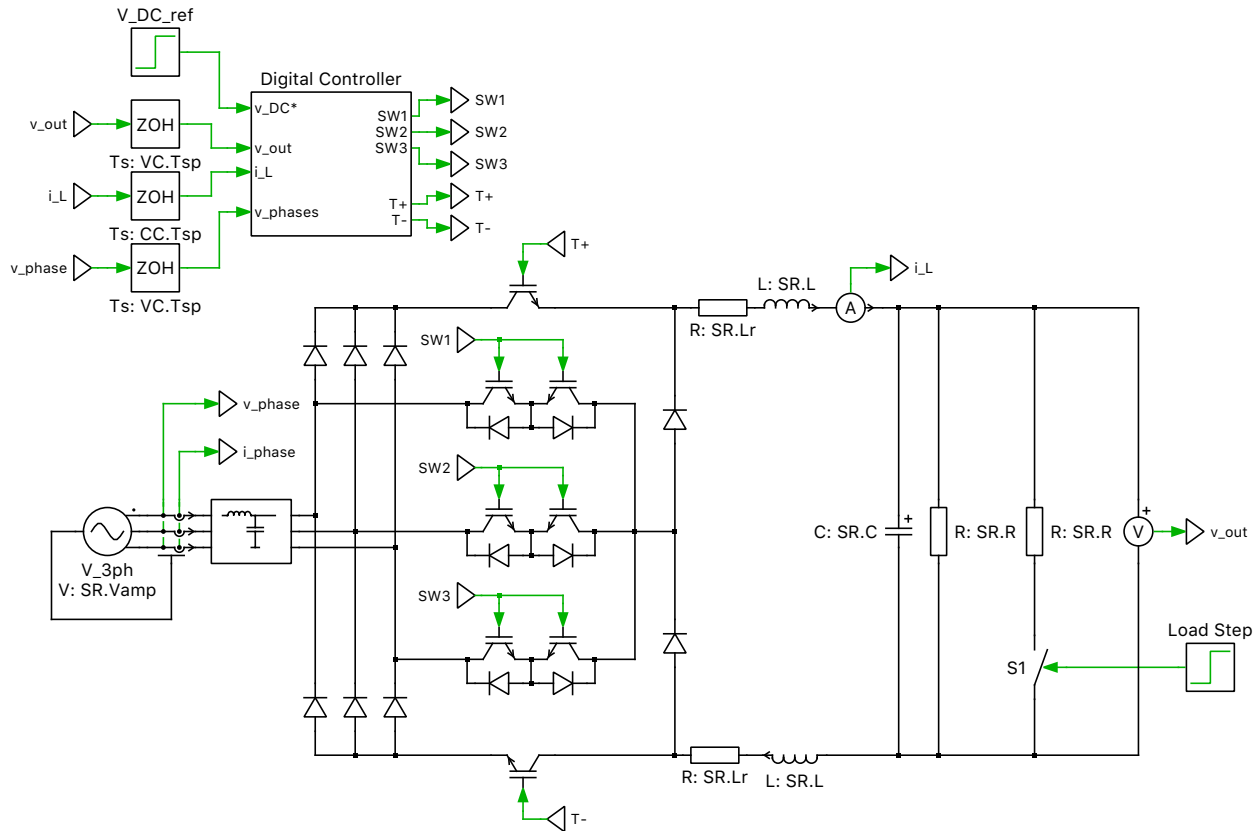 V_DC_ref
Digital Controller
v_DC*
v_out
i_L
v_phases
SW1
SW2
SW3
T+
T-
SW1
SW2
SW3
T+
T-
v_out
ZOH
Ts: VC.Tsp
i_L
ZOH
Ts: CC.Tsp
v_phase
ZOH
Ts: VC.Tsp
T+
i_L
L: SR.L
A
R: SR.Lr
SW1
v_phase
i_phase
SW2
V_3ph
V: SR.Vamp
C: SR.C
+
R: SR.R
R: SR.R
+
V
v_out
SW3
Load Step
S1
R: SR.Lr
L: SR.L
T-